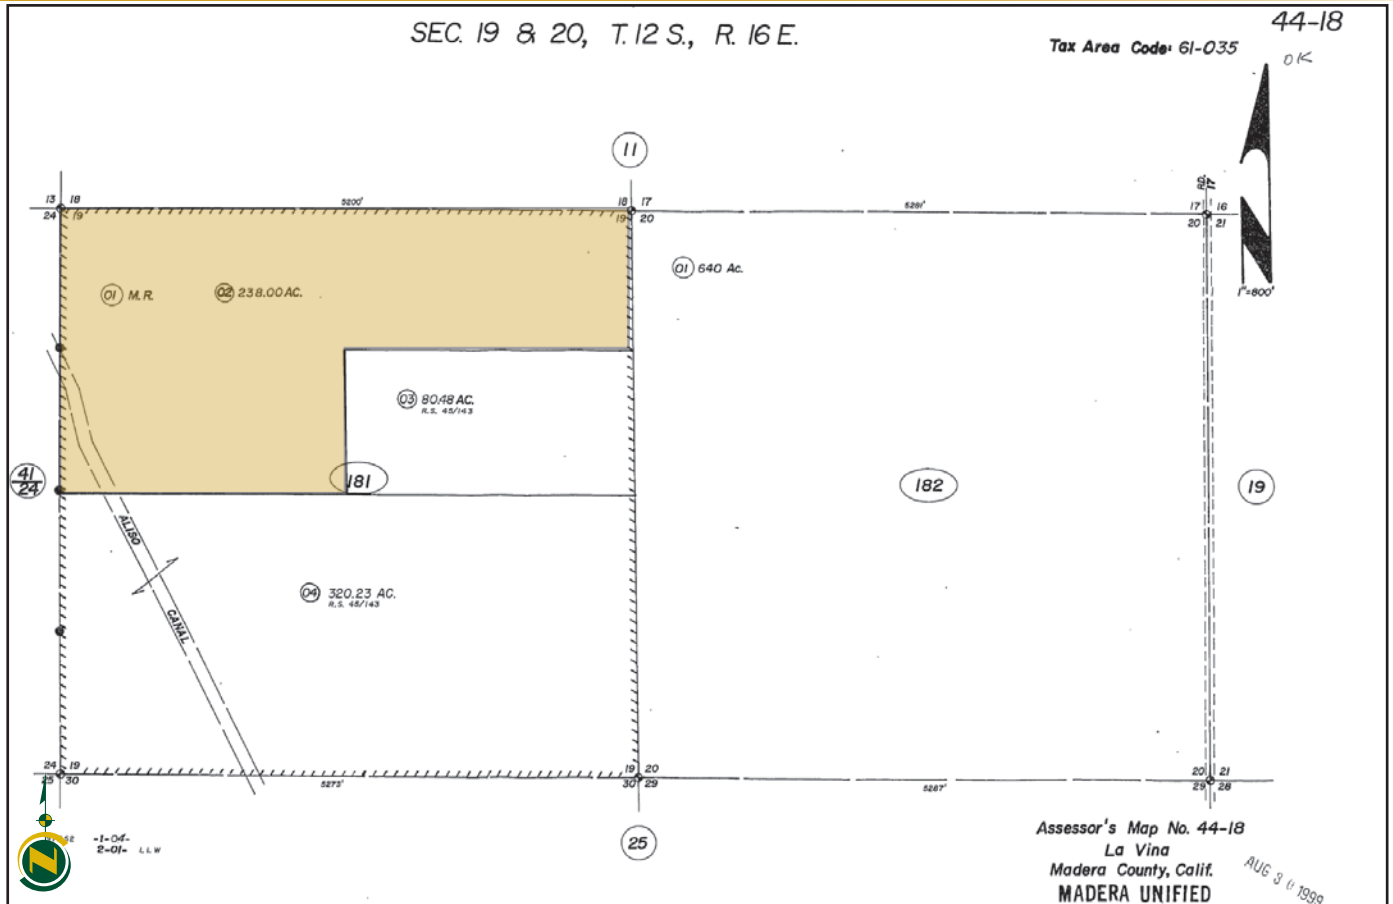 44-18
SEC. 19 & 20, T. 12 S., R. 16 E.
Tax Area Code: 61-035
OK
11
RD. 17
13 18
5200'
18 17
5281'
17 16
24 19
19 20
20 21
01 640 Ac.
01 M.R.
02 238.00 AC.
1"=800'
03 80.48 AC.
R.S. 45/143
41
24
181
182
19
ALISO
CANAL
04 320.23 AC.
R.S. 45/143
24 19
19 20
20 21
25 30
5273'
30 29
5287'
29 28
-1-04-
2-01- L L W
25
Assessor's Map No. 44-18
La Vina
Madera County, Calif.
MADERA UNIFIED
AUG 30 1999